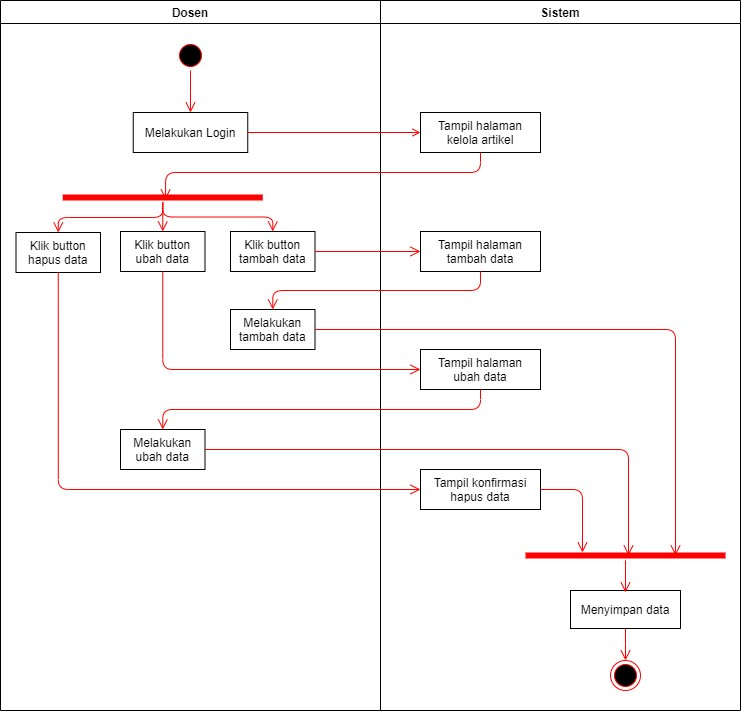 Dosen
Sistem
Melakukan Login
Tampil halaman
kelola artikel
Klik button
hapus data
Klik button
ubah data
Klik button
tambah data
Tampil halaman
tambah data
Melakukan
tambah data
Tampil halaman
ubah data
Melakukan
ubah data
Tampil konfirmasi
hapus data
Menyimpan data